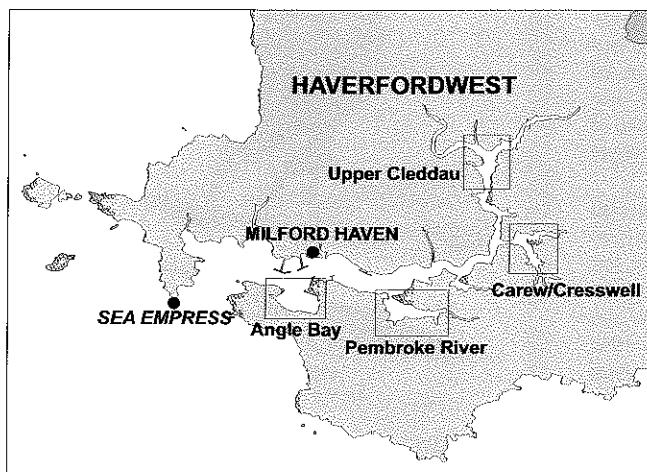 HAVERFORDWEST
Upper Cleddau
MILFORD HAVEN
Carew/Cresswell
SEA EMPRESS
Angle Bay
Pembroke River